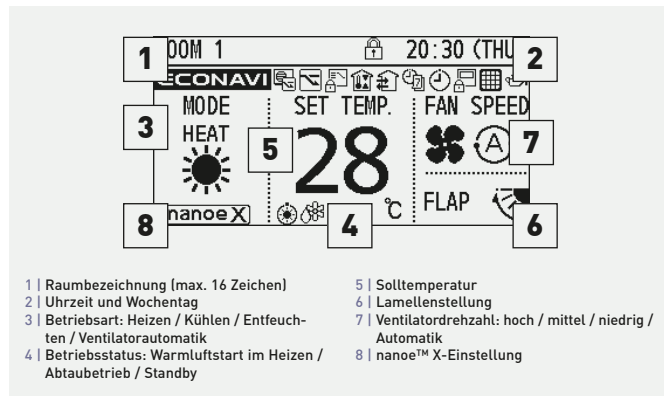 1
OOM 1
20:30 (THU
2
ECONAVI
3
MODE
HEAT
5
SET TEMP.
28
°C
FAN SPEED
A
7
FLAP
8
nanoe X
4
6
1 | Raumbezeichnung (max. 16 Zeichen)
2 | Uhrzeit und Wochentag
3 | Betriebsart: Heizen / Kühlen / Entfeuch-
ten / Ventilatorautomatik
4 | Betriebsstatus: Warmluftstart im Heizen /
Abtaubetrieb / Standby
5 | Solltemperatur
6 | Lamellenstellung
7 | Ventilatordrehzahl: hoch / mittel / niedrig /
Automatik
8 | nanoe™ X-Einstellung